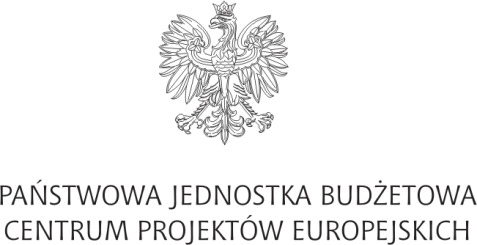 PAŃSTWOWA JEDNOSTKA BUDŻETOWA
CENTRUM PROJEKTÓW EUROPEJSKICH